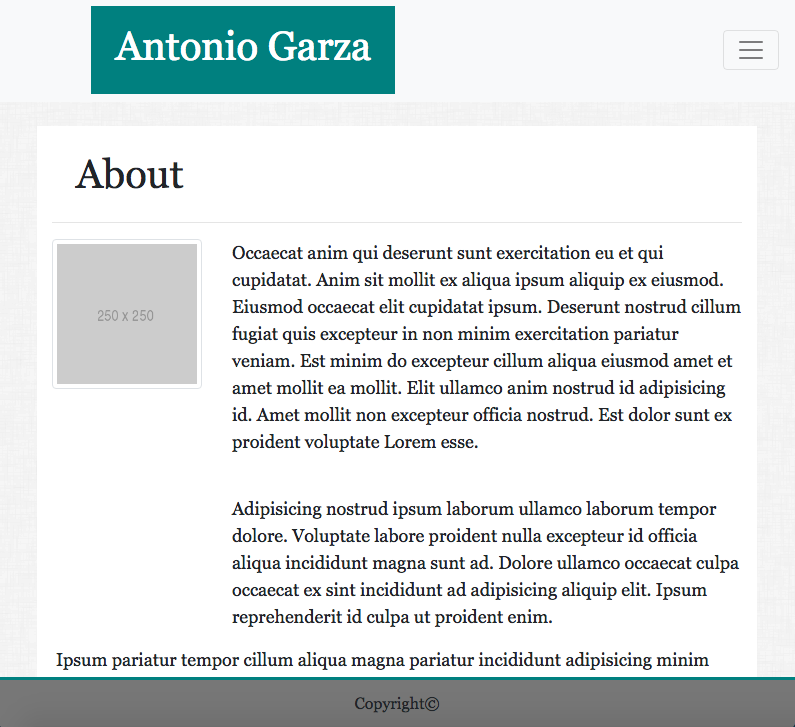 Antonio Garza
About
250 x 250
Occaecat anim qui deserunt sunt exercitation eu et qui
cupidatat. Anim sit mollit ex aliqua ipsum aliquip ex eiusmod.
Eiusmod occaecat elit cupidatat ipsum. Deserunt nostrud cillum
fugiat quis excepteur in non minim exercitation pariatur
veniam. Est minim do excepteur cillum aliqua eiusmod amet et
amet mollit ea mollit. Elit ullamco anim nostrud id adipisicing
id. Amet mollit non excepteur officia nostrud. Est dolor sunt ex
proident voluptate Lorem esse.
Adipisicing nostrud ipsum laborum ullamco laborum tempor
dolore. Voluptate labore proident nulla excepteur id officia
aliqua incididunt magna sunt ad. Dolore ullamco occaecat culpa
occaecat ex sint incididunt ad adipisicing aliquip elit. Ipsum
reprehenderit id culpa ut proident enim.
Ipsum pariatur tempor cillum aliqua magna pariatur incididunt adipisicing minim
Copyright©